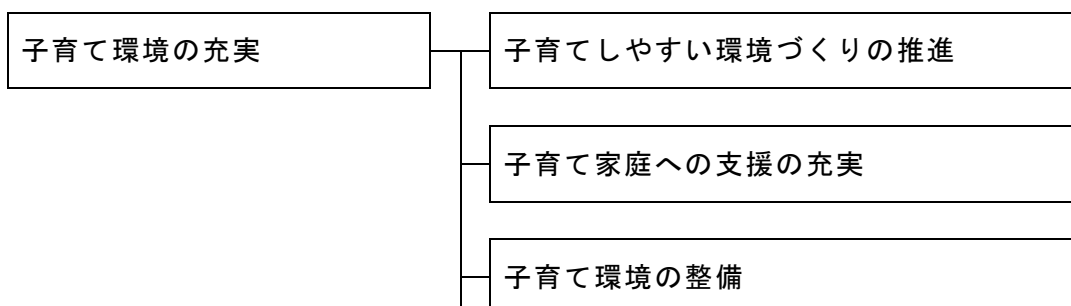 子育て環境の充実
子育てしやすい環境づくりの推進
子育て家庭への支援の充実
子育て環境の整備